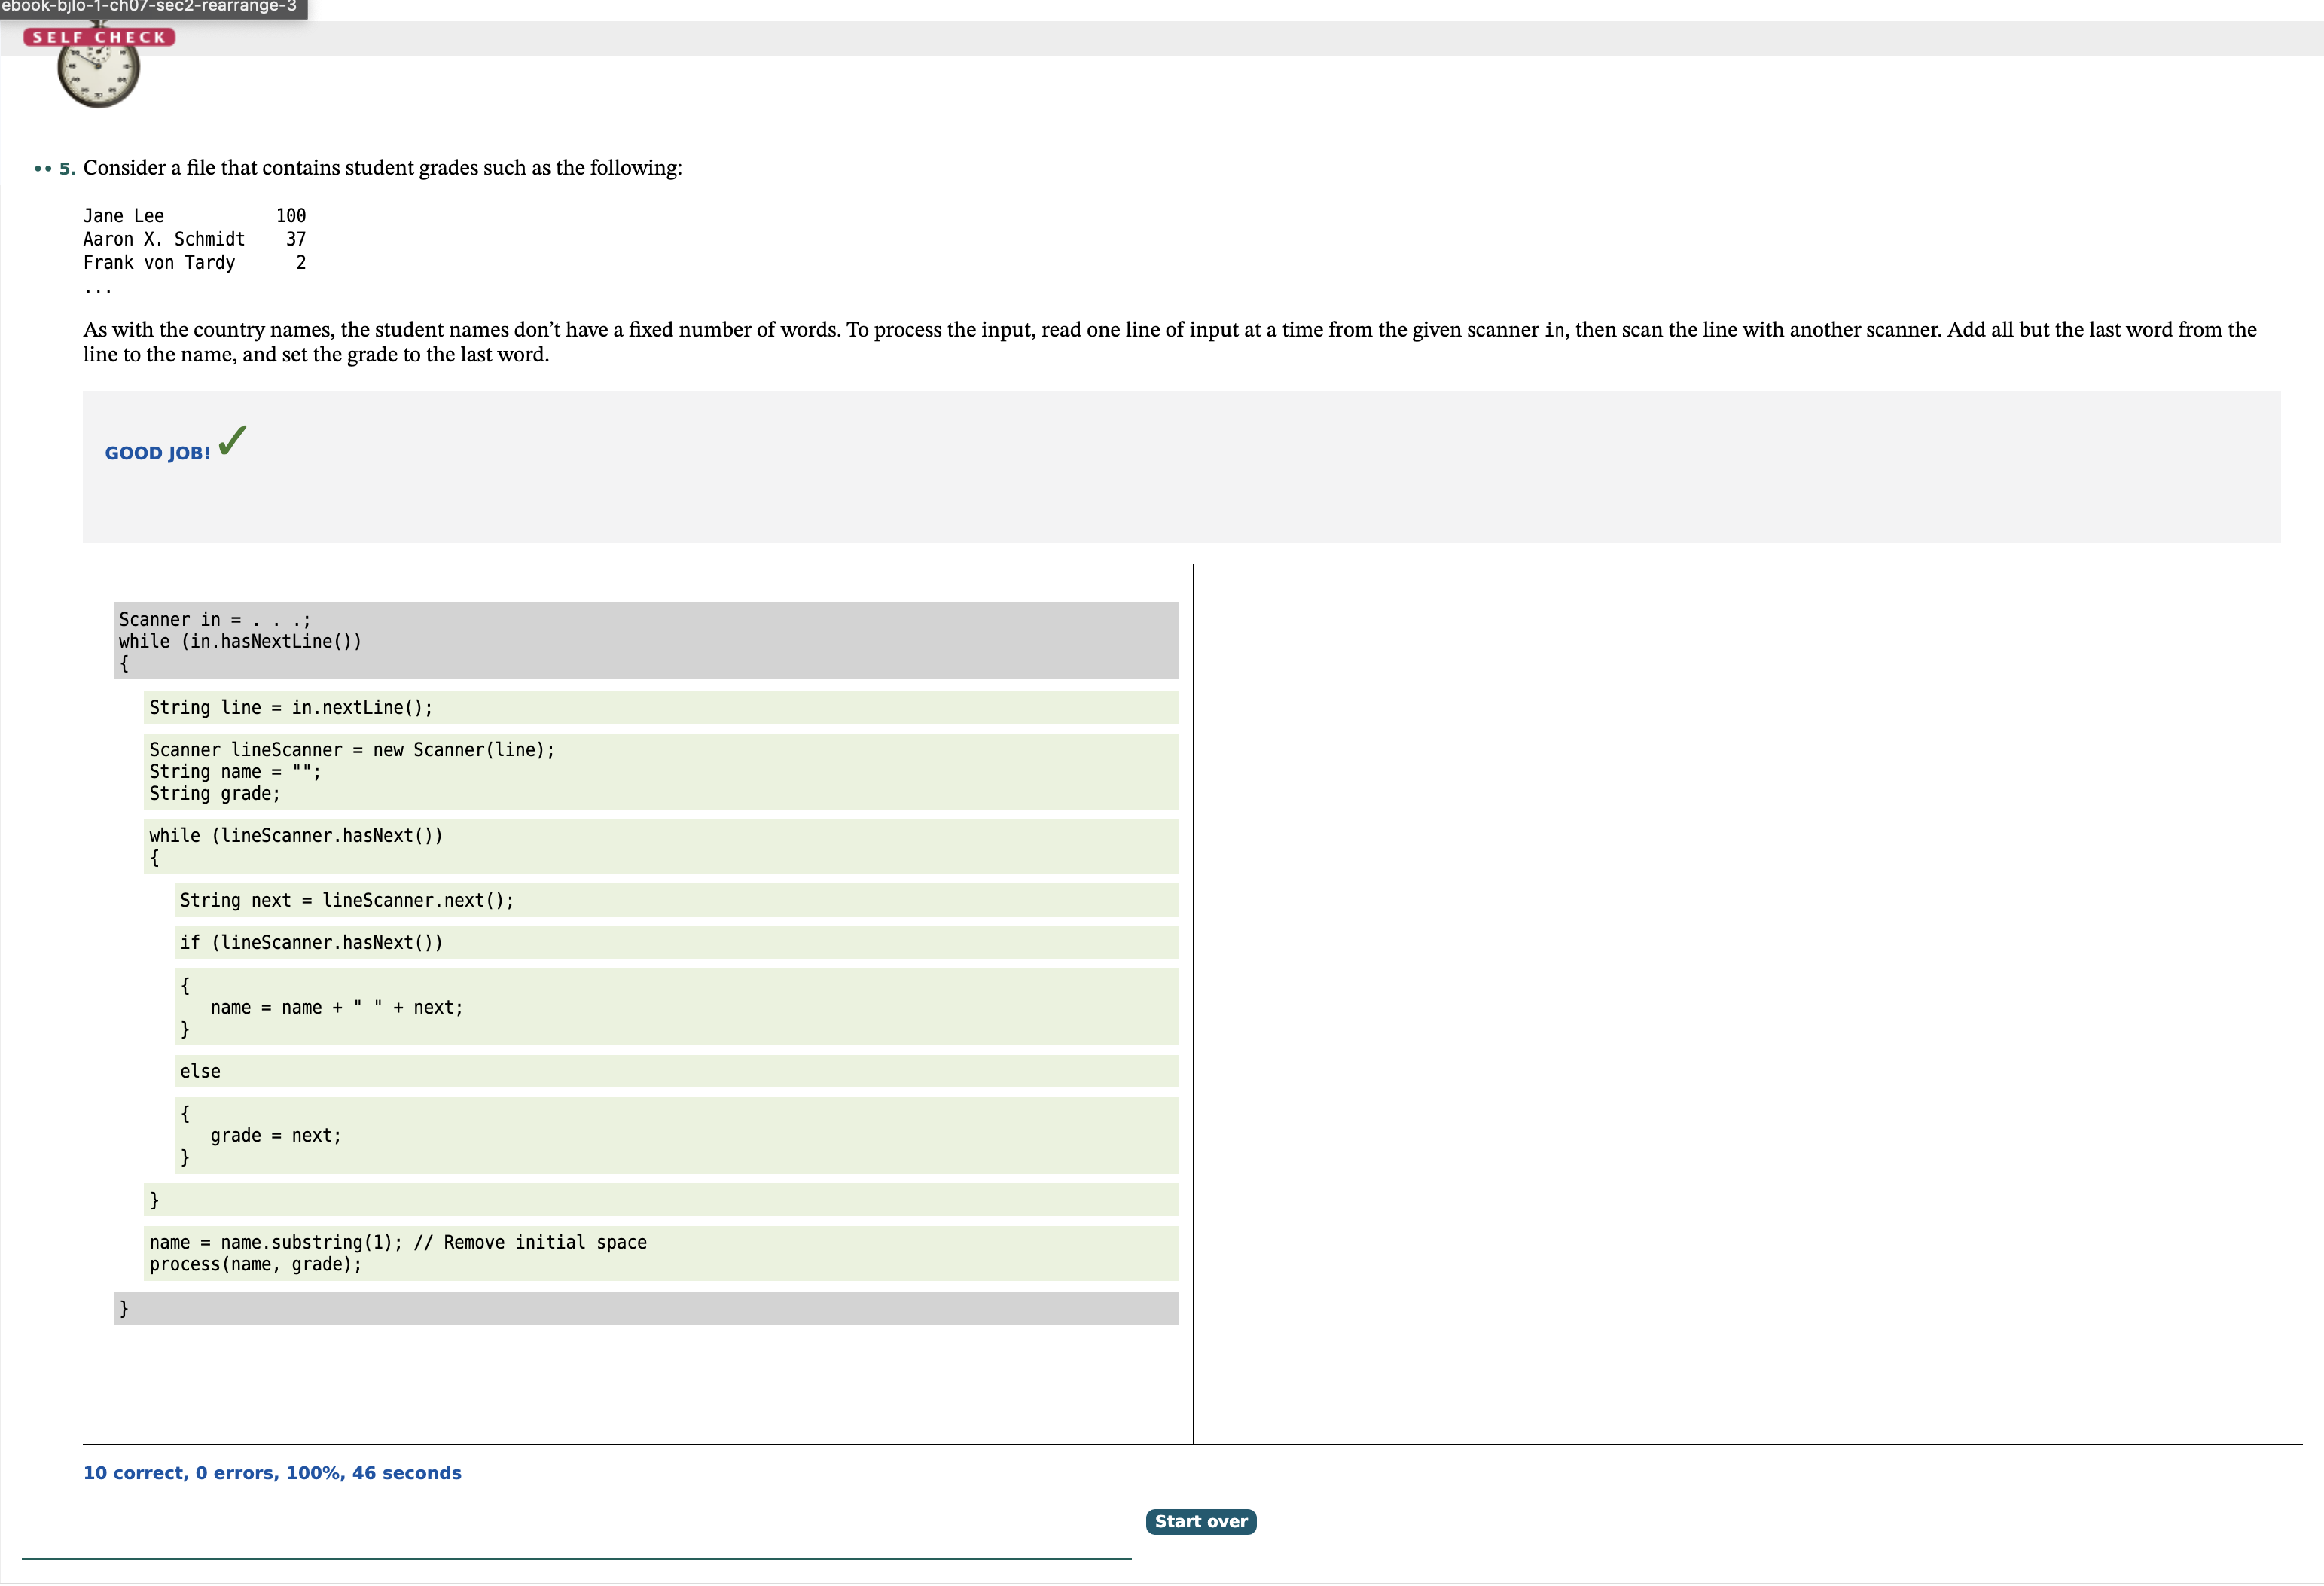 ebook-bjlo-1-ch07-sec2-rearrange-3
SELF CHECK
•• 5. Consider a file that contains student grades such as the following:
Jane Lee           100
Aaron X. Schmidt    37
Frank von Tardy      2
...
As with the country names, the student names don’t have a fixed number of words. To process the input, read one line of input at a time from the given scanner in, then scan the line with another scanner. Add all but the last word from the
line to the name, and set the grade to the last word.
GOOD JOB!
Scanner in = . . .;
while (in.hasNextLine())
{
String line = in.nextLine();
Scanner lineScanner = new Scanner(line);
String name = "";
String grade;
while (lineScanner.hasNext())
{
String next = lineScanner.next();
if (lineScanner.hasNext())
{
name = name + " " + next;
}
else
{
grade = next;
}
}
name = name.substring(1); // Remove initial space
process(name, grade);
}
10 correct, 0 errors, 100%, 46 seconds
Start over